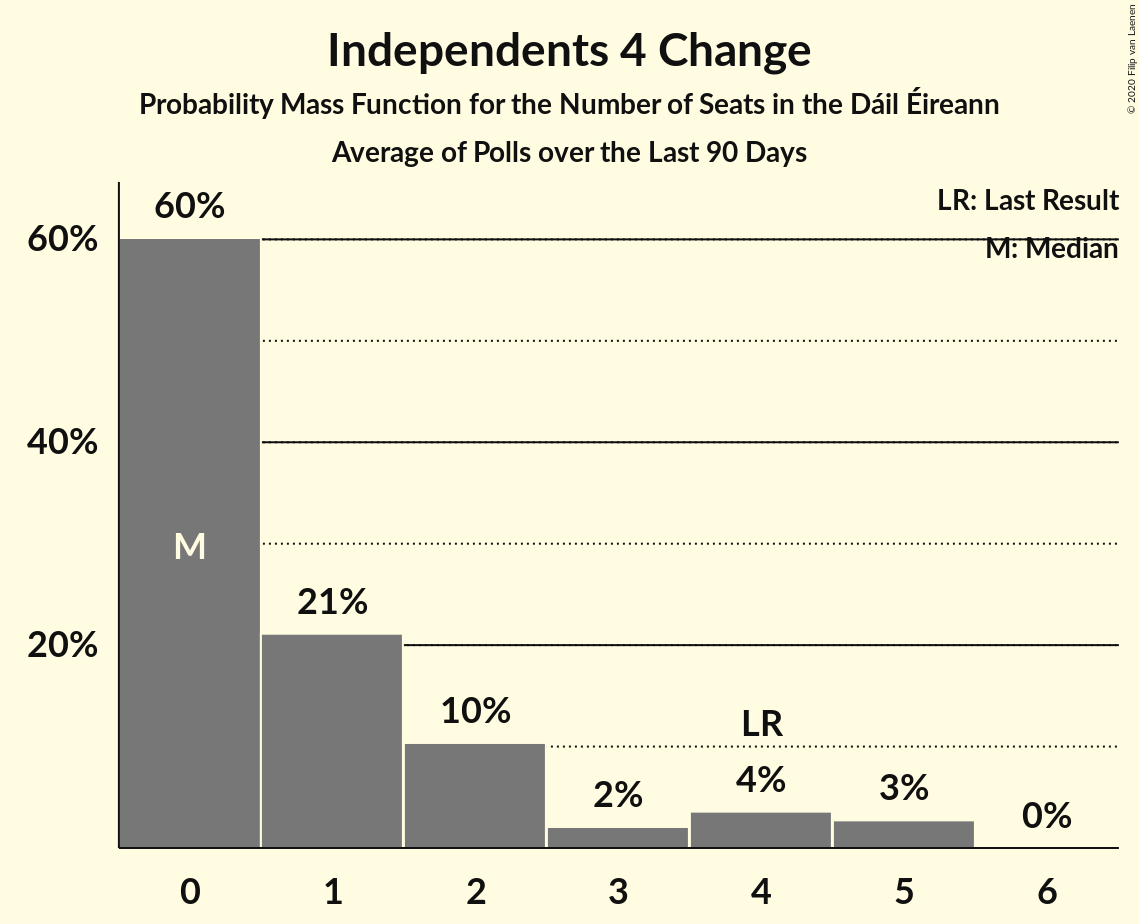 Independents 4 Change
Probability Mass Function for the Number of Seats in the Dáil Éireann
Average of Polls over the Last 90 Days
© 2020 Filip van Laenen
LR: Last Result
M: Median
60%
40%
20%
60%
M
21%
10%
2%
LR
4%
3%
0%
0 1 2 3 4 5 6